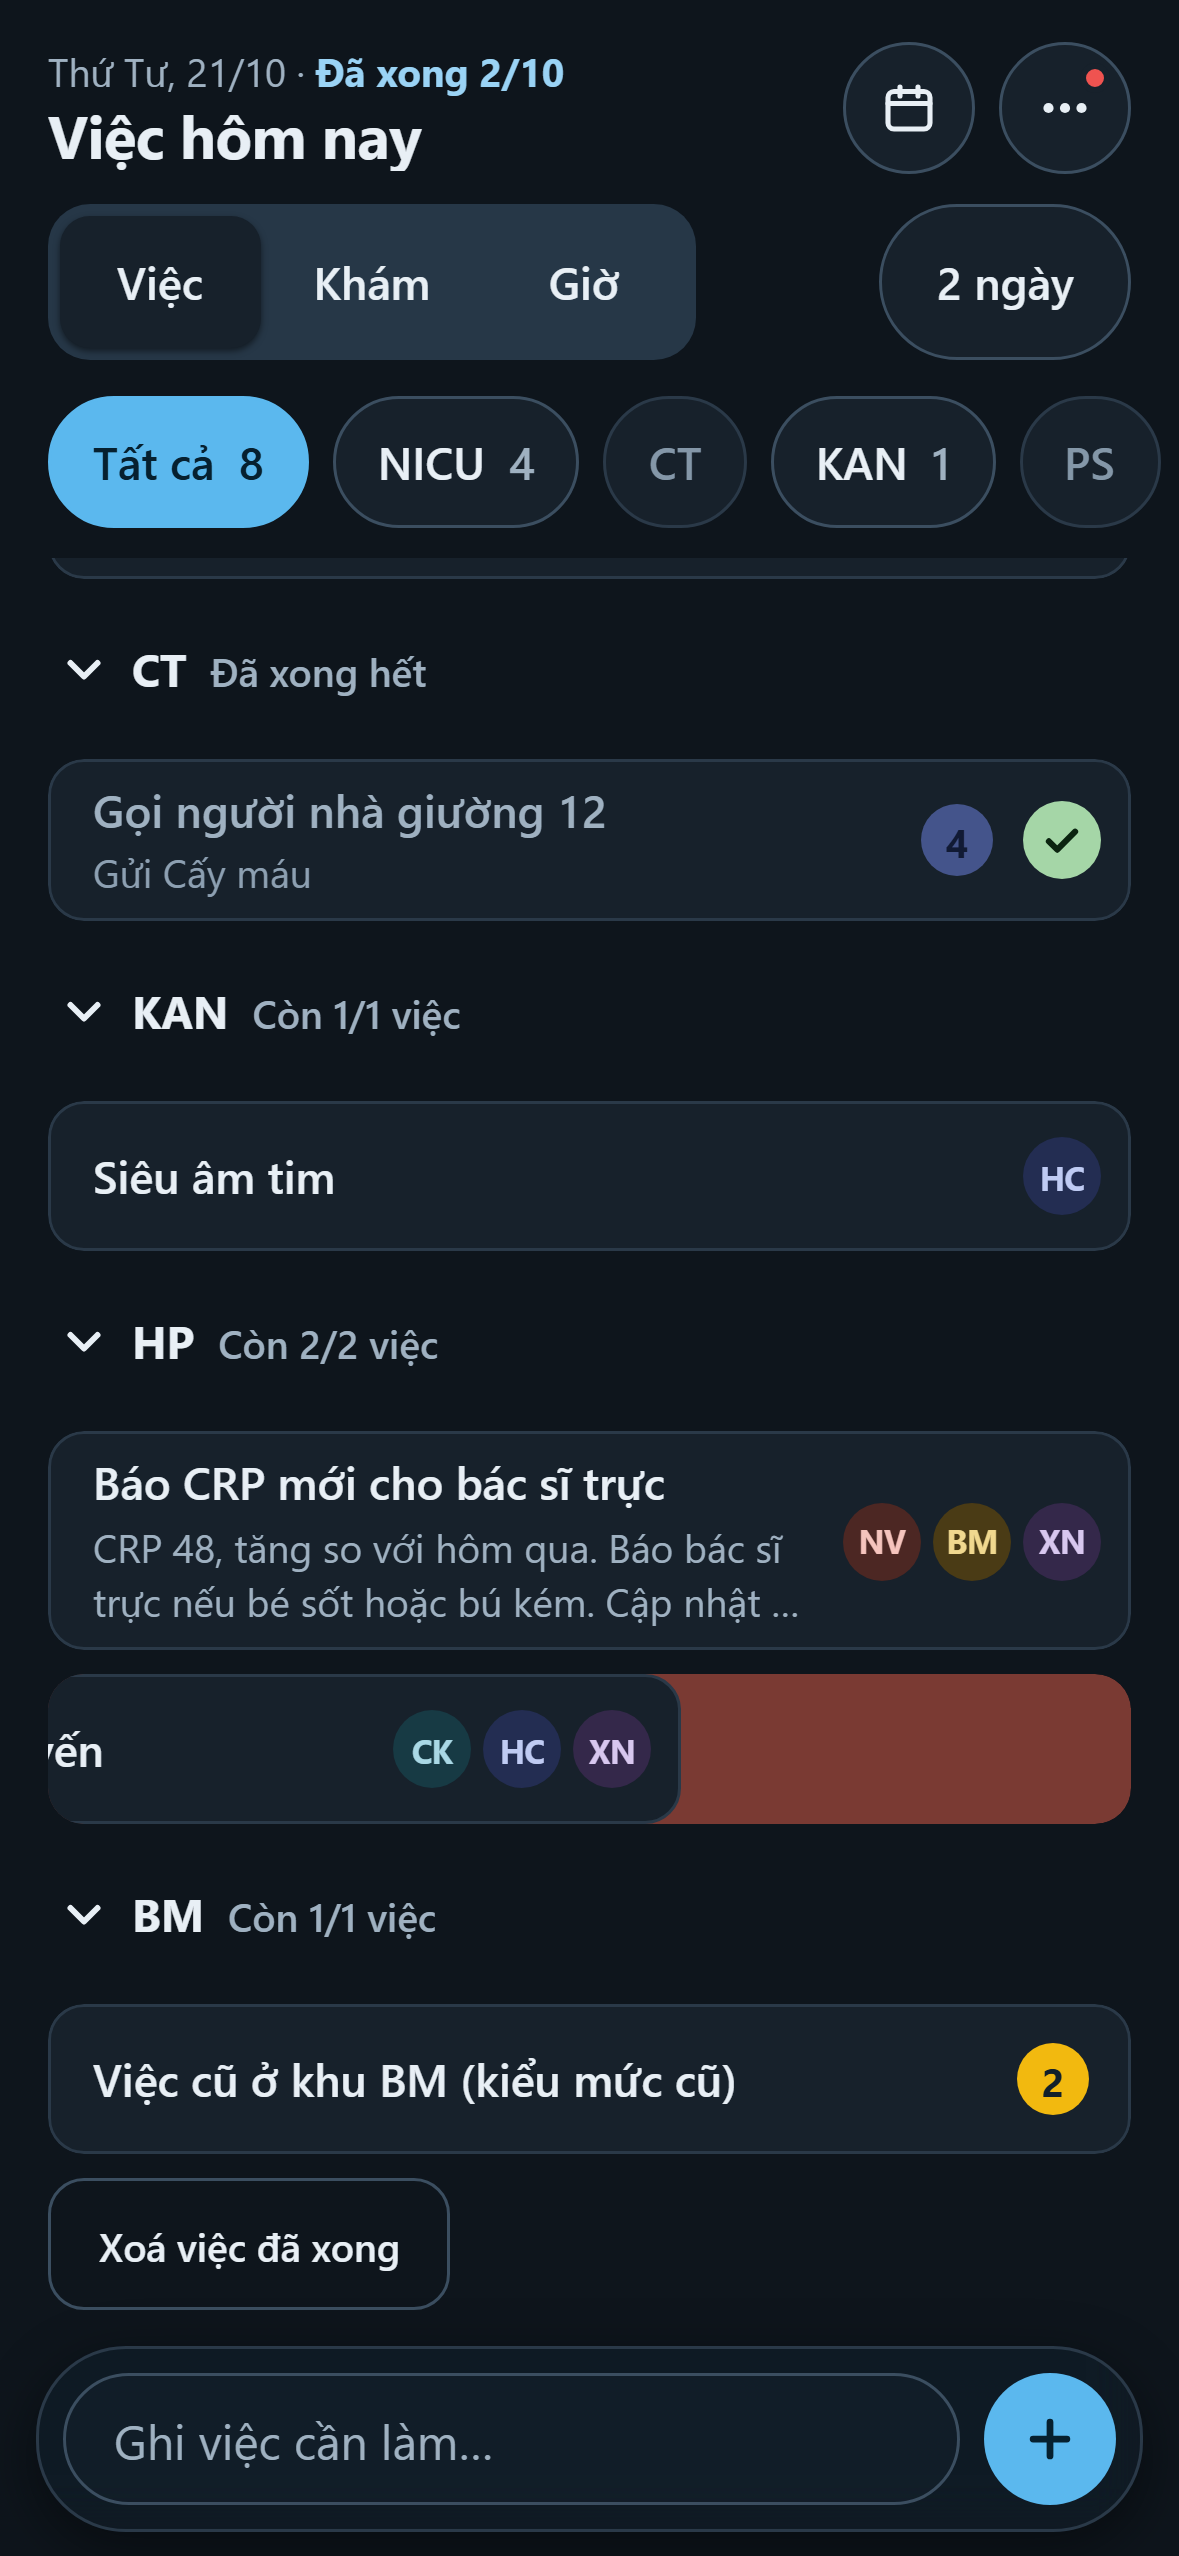 Thứ Tư, 21/10 · Đã xong 2/10
Việc hôm nay
Việc
Khám
Giờ
2 ngày
Tất cả 8
NICU 4
CT
KAN 1
PS
CT Đã xong hết
Gọi người nhà giường 12
Gửi Cấy máu
4
KAN Còn 1/1 việc
Siêu âm tim
HC
HP Còn 2/2 việc
Báo CRP mới cho bác sĩ trực
CRP 48, tăng so với hôm qua. Báo bác sĩ
trực nếu bé sốt hoặc bú kém. Cập nhật ...
NV BM XN
CK HC XN
BM Còn 1/1 việc
Việc cũ ở khu BM (kiểu mức cũ)
2
Xoá việc đã xong
Ghi việc cần làm...